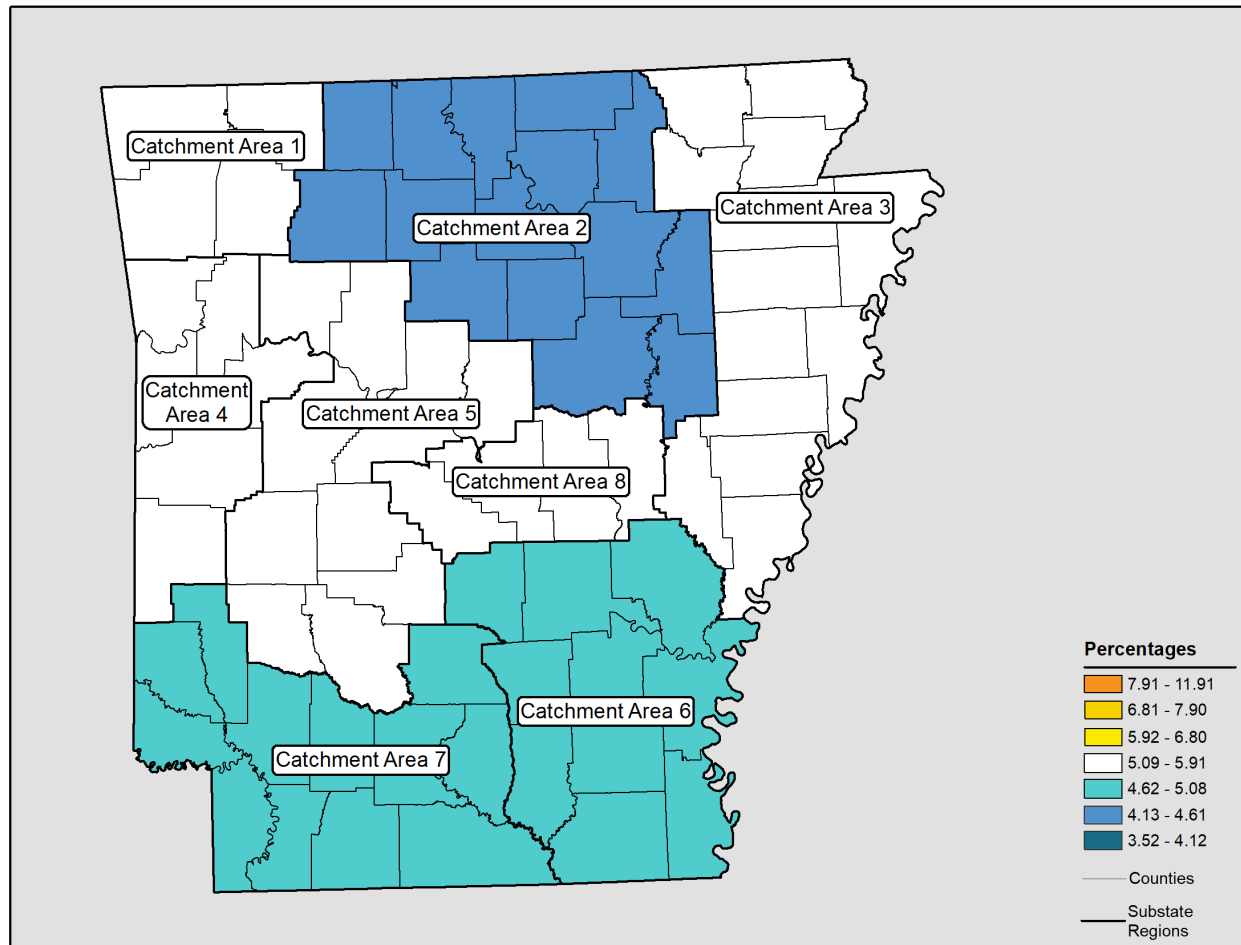 Catchment Area 1
Catchment Area 3
Catchment Area 2
Catchment
Area 4
Catchment Area 5
Catchment Area 8
Catchment Area 6
Catchment Area 7
Percentages
7.91 - 11.91
6.81 - 7.90
5.92 - 6.80
5.09 - 5.91
4.62 - 5.08
4.13 - 4.61
3.52 - 4.12
Counties
Substate
Regions